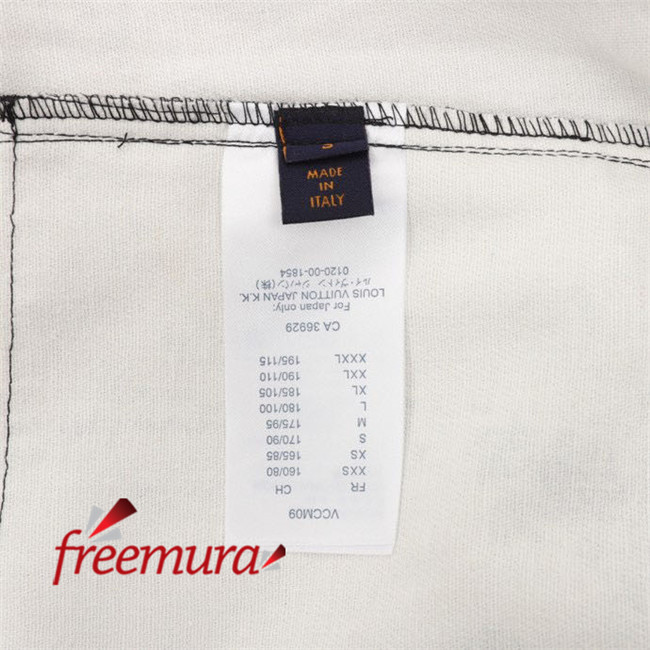 S
MADE
IN
ITALY
VCCM09
FR CH
XXS 160/80
XS 165/85
S 170/90
M 175/95
L 180/100
XL 185/105
XXL 190/110
XXXL 195/115
CA 36929
For Japan only:
LOUIS VUITTON JAPAN K.K.
ルイ・ヴィトン ジャパン(株)
0120-00-1854
freemura